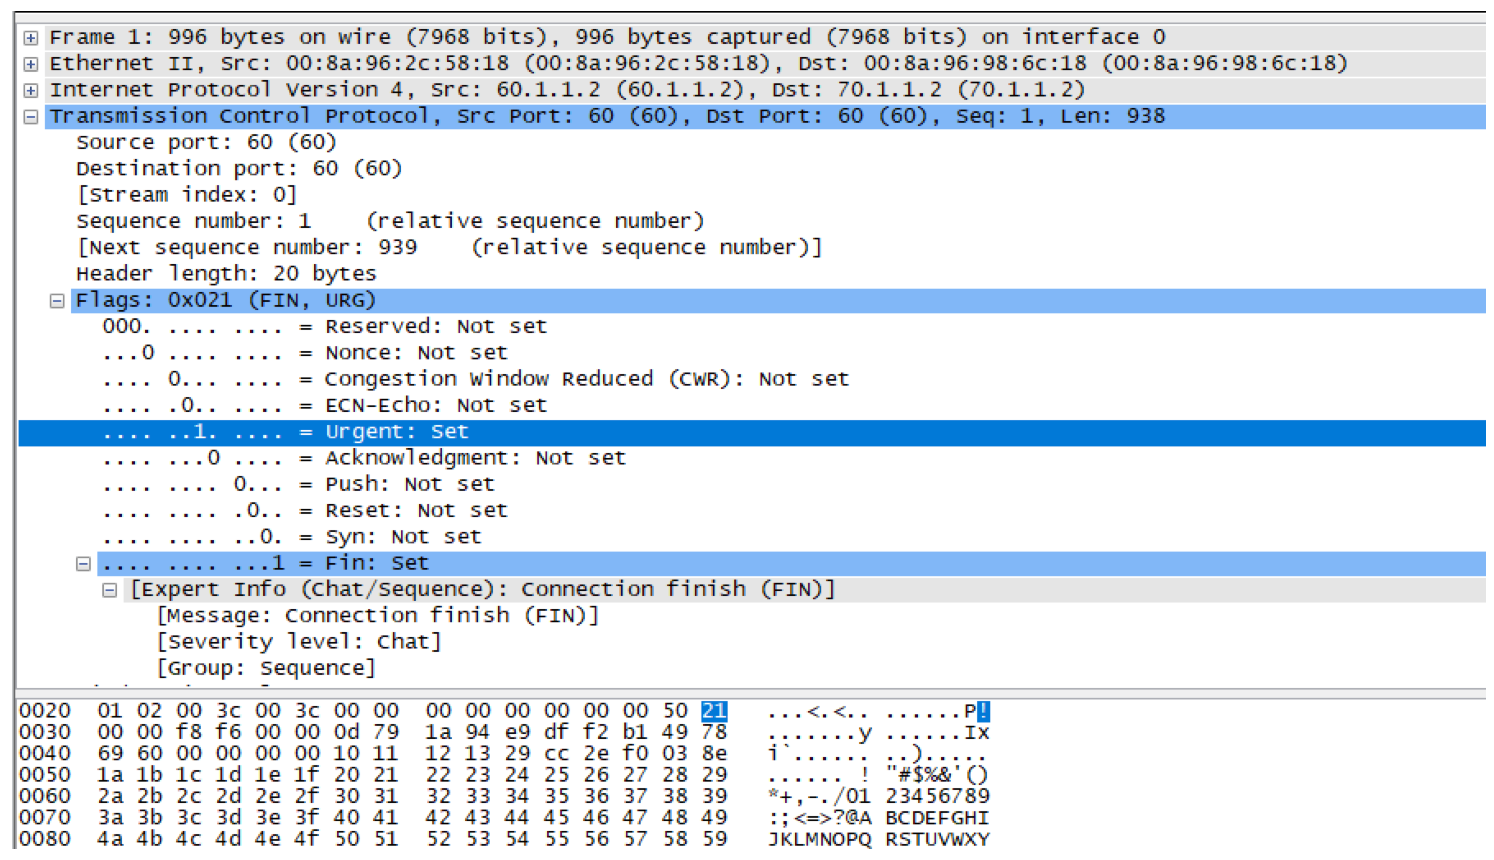 Frame 1: 996 bytes on wire (7968 bits), 996 bytes captured (7968 bits) on interface 0
Ethernet II, Src: 00:8a:96:2c:58:18 (00:8a:96:2c:58:18), Dst: 00:8a:96:98:6c:18 (00:8a:96:98:6c:18)
Internet Protocol Version 4, Src: 60.1.1.2 (60.1.1.2), Dst: 70.1.1.2 (70.1.1.2)
Transmission Control Protocol, Src Port: 60 (60), Dst Port: 60 (60), Seq: 1, Len: 938
Source port: 60 (60)
Destination port: 60 (60)
[Stream index: 0]
Sequence number: 1    (relative sequence number)
[Next sequence number: 939    (relative sequence number)]
Header length: 20 bytes
Flags: 0x021 (FIN, URG)
000. .... .... = Reserved: Not set
...0 .... .... = Nonce: Not set
.... 0... .... = Congestion Window Reduced (CWR): Not set
.... .0.. .... = ECN-Echo: Not set
.... ..1. .... = Urgent: Set
.... ...0 .... = Acknowledgment: Not set
.... .... 0... = Push: Not set
.... .... .0.. = Reset: Not set
.... .... ..0. = Syn: Not set
.... .... ...1 = Fin: Set
[Expert Info (Chat/Sequence): Connection finish (FIN)]
[Message: Connection finish (FIN)]
[Severity level: Chat]
[Group: Sequence]
0020  01 02 00 3c 00 3c 00 00  00 00 00 00 00 00 50 21   ...<.<.. ......P!
0030  00 00 f8 f6 00 00 0d 79  1a 94 e9 df f2 b1 49 78   .......y ......Ix
0040  69 60 00 00 00 00 10 11  12 13 29 cc 2e f0 03 8e   i`...... ..).....
0050  1a 1b 1c 1d 1e 1f 20 21  22 23 24 25 26 27 28 29   ...... ! "#$%&'()
0060  2a 2b 2c 2d 2e 2f 30 31  32 33 34 35 36 37 38 39   *+,-./01 23456789
0070  3a 3b 3c 3d 3e 3f 40 41  42 43 44 45 46 47 48 49   :;<=>?@A BCDEFGHI
0080  4a 4b 4c 4d 4e 4f 50 51  52 53 54 55 56 57 58 59   JKLMNOPQ RSTUVWXY